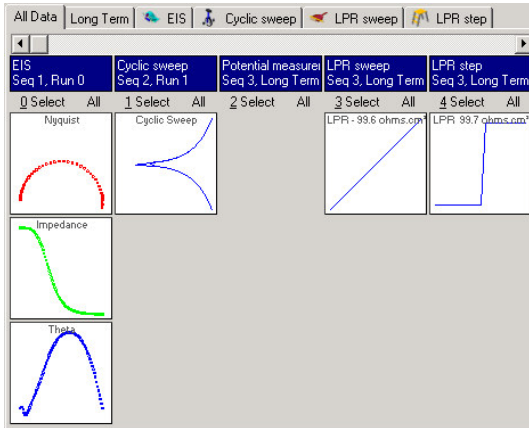 All Data Long Term EIS Cyclic sweep LPR sweep LPR step
EIS
Seq 1, Run 0
Cyclic sweep
Seq 2, Run 1
Potential measure
Seq 3, Long Term
LPR sweep
Seq 3, Long Term
LPR step
Seq 3, Long Term
0 Select All 1 Select All 2 Select All 3 Select All 4 Select All
Nyquist
Cyclic Sweep
LPR - 99.6 ohms.cm²
LPR 99.7 ohms.cm²
Impedance
Theta